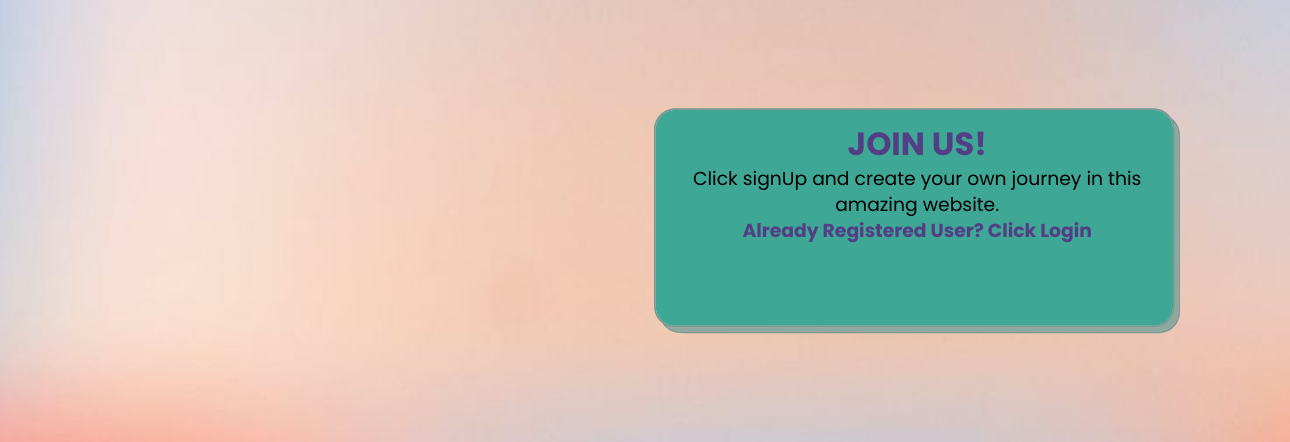 JOIN US!
Click signUp and create your own journey in this
amazing website.
Already Registered User? Click Login